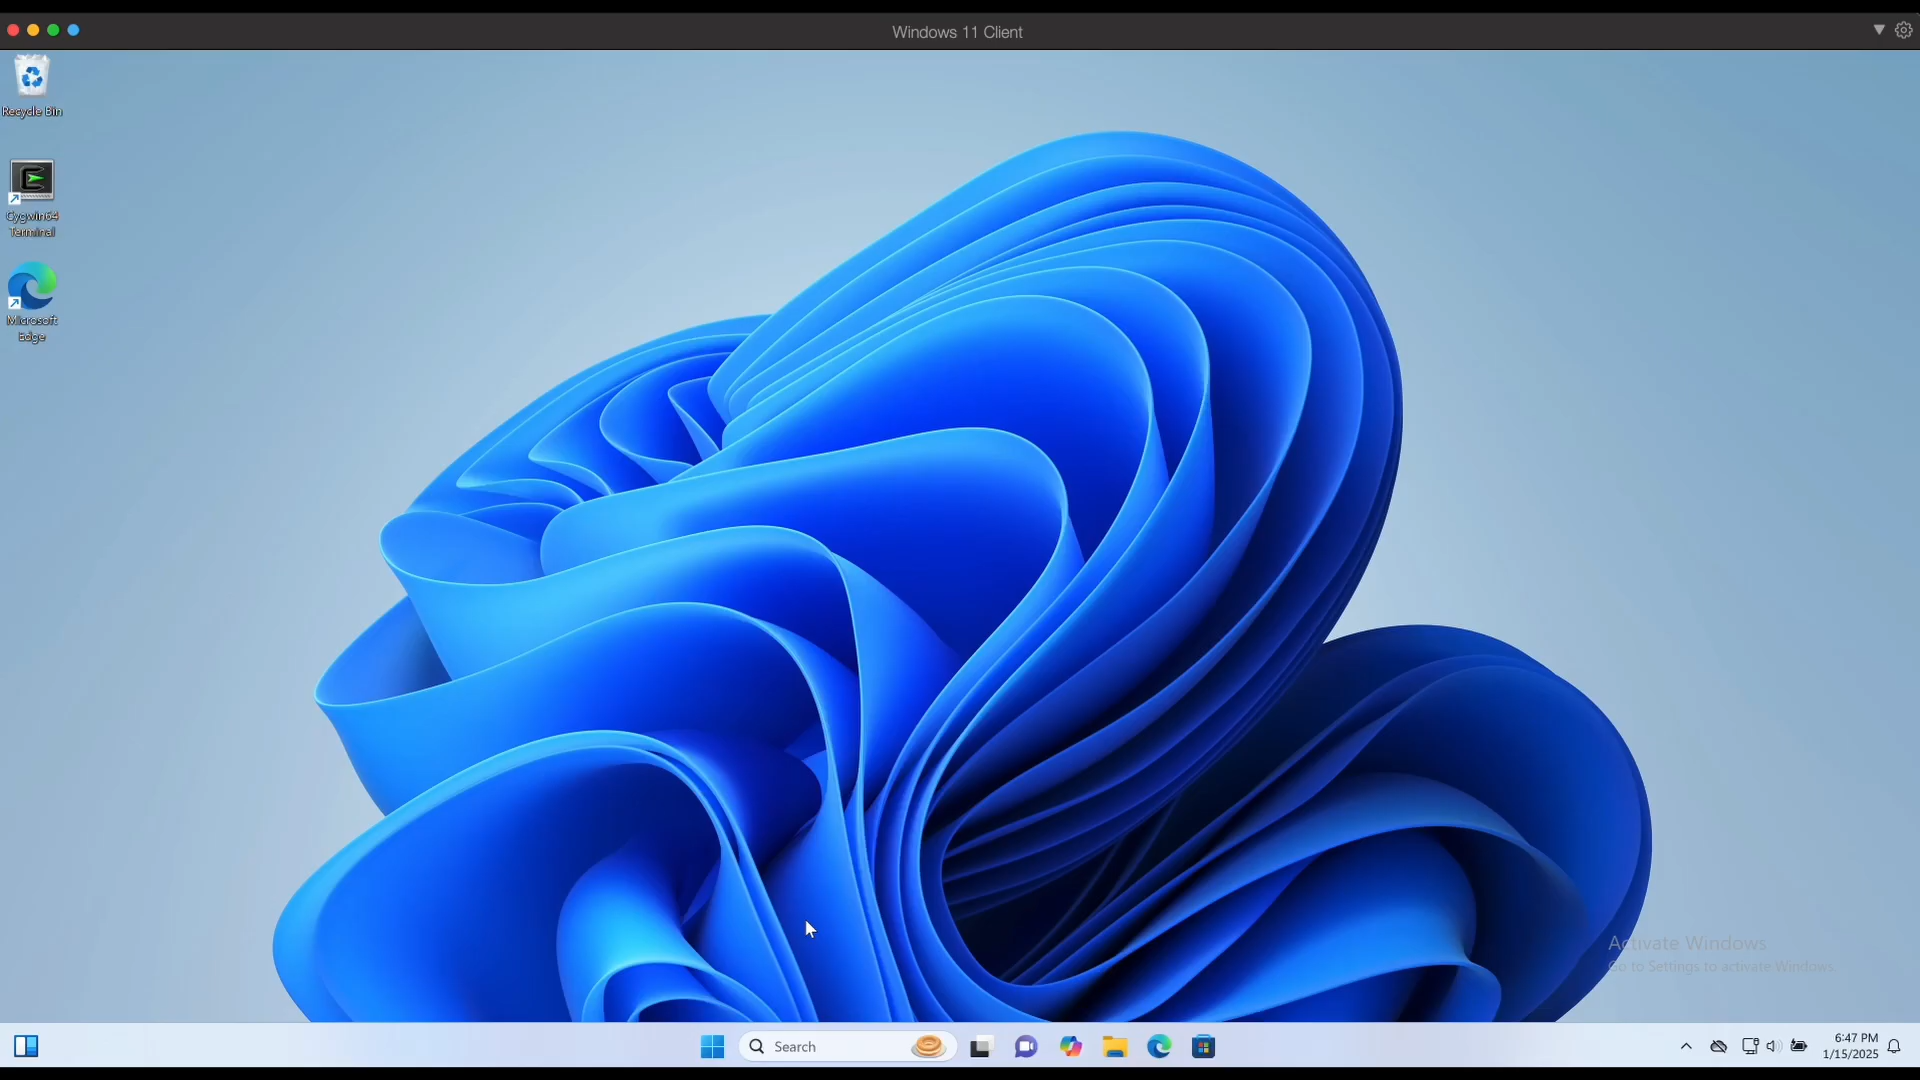 Windows 11 Client
Recycle Bin
Cygwin64
Terminal
Microsoft
Edge
Activate Windows
Go to Settings to activate Windows.
Search
6:47 PM
1/15/2025